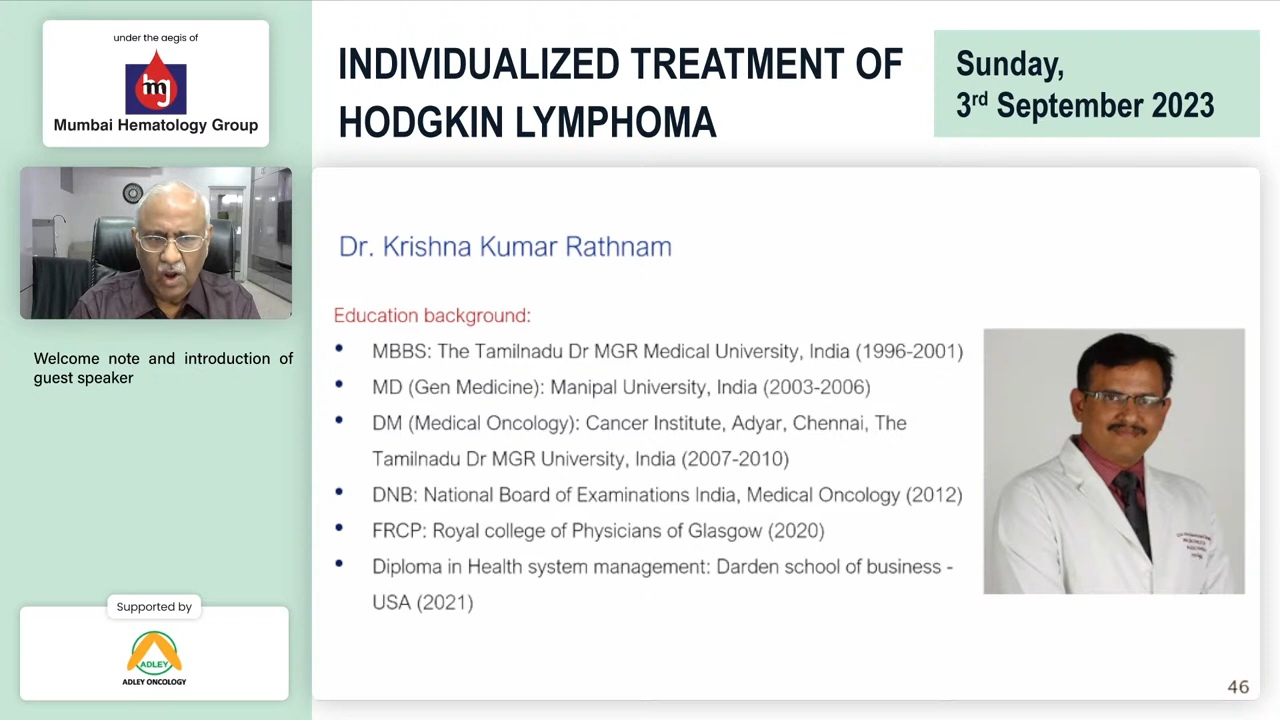 under the aegis of
mg
Mumbai Hematology Group
INDIVIDUALIZED TREATMENT OF
HODGKIN LYMPHOMA
Sunday,
3rd September 2023
Welcome note and introduction of
guest speaker
Dr. Krishna Kumar Rathnam
Education background:
• MBBS: The Tamilnadu Dr MGR Medical University, India (1996-2001)
• MD (Gen Medicine): Manipal University, India (2003-2006)
• DM (Medical Oncology): Cancer Institute, Adyar, Chennai, The
Tamilnadu Dr MGR University, India (2007-2010)
• DNB: National Board of Examinations India, Medical Oncology (2012)
• FRCP: Royal college of Physicians of Glasgow (2020)
• Diploma in Health system management: Darden school of business -
USA (2021)
Supported by
ADLEY
ADLEY ONCOLOGY
46